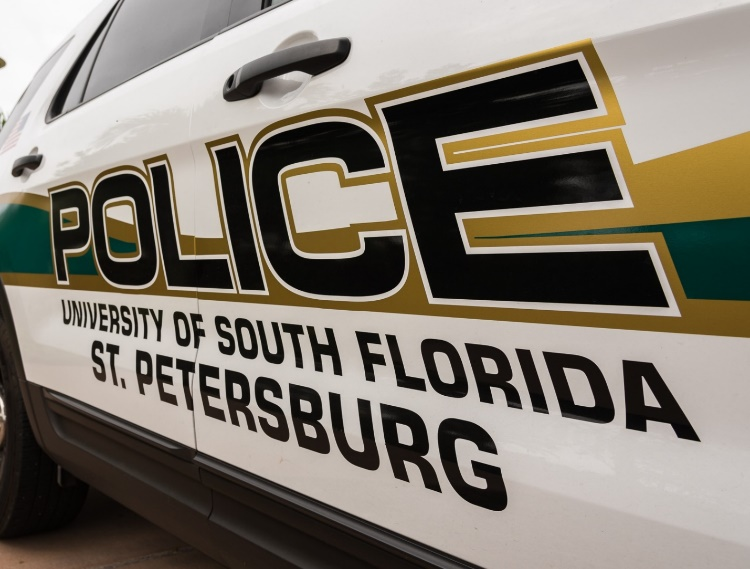 POLICE
UNIVERSITY OF SOUTH FLORIDA
ST. PETERSBURG